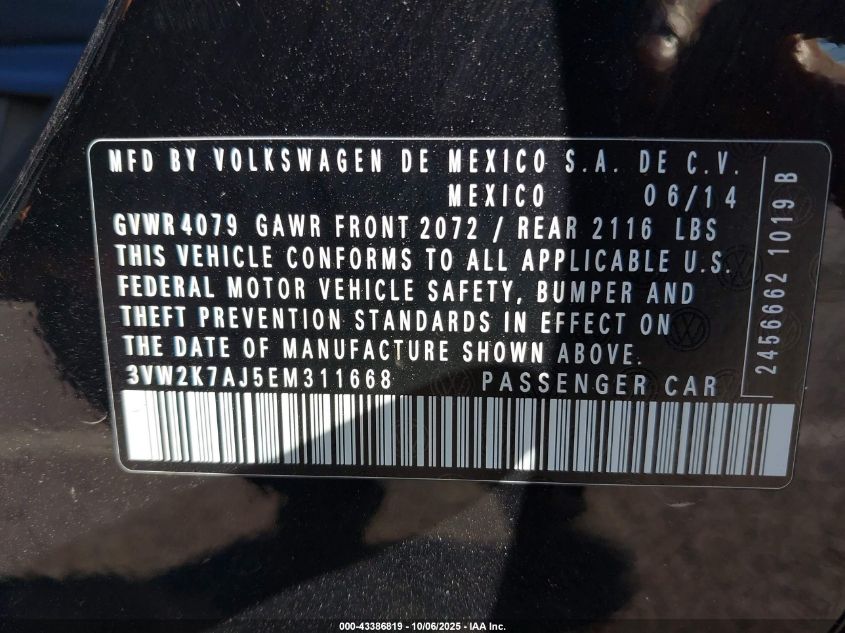 MFD BY VOLKSWAGEN DE MEXICO S.A. DE C.V.
MEXICO 06/14
GVWR 4079 GAWR FRONT 2072 / REAR 2116 LBS
THIS VEHICLE CONFORMS TO ALL APPLICABLE U.S.
FEDERAL MOTOR VEHICLE SAFETY, BUMPER AND
THEFT PREVENTION STANDARDS IN EFFECT ON
THE DATE OF MANUFACTURE SHOWN ABOVE.
3VW2K7AJ5EM311668 PASSENGER CAR
2456662 1019 B
000-43386819 | 10/06/2025 - © IAA Inc.